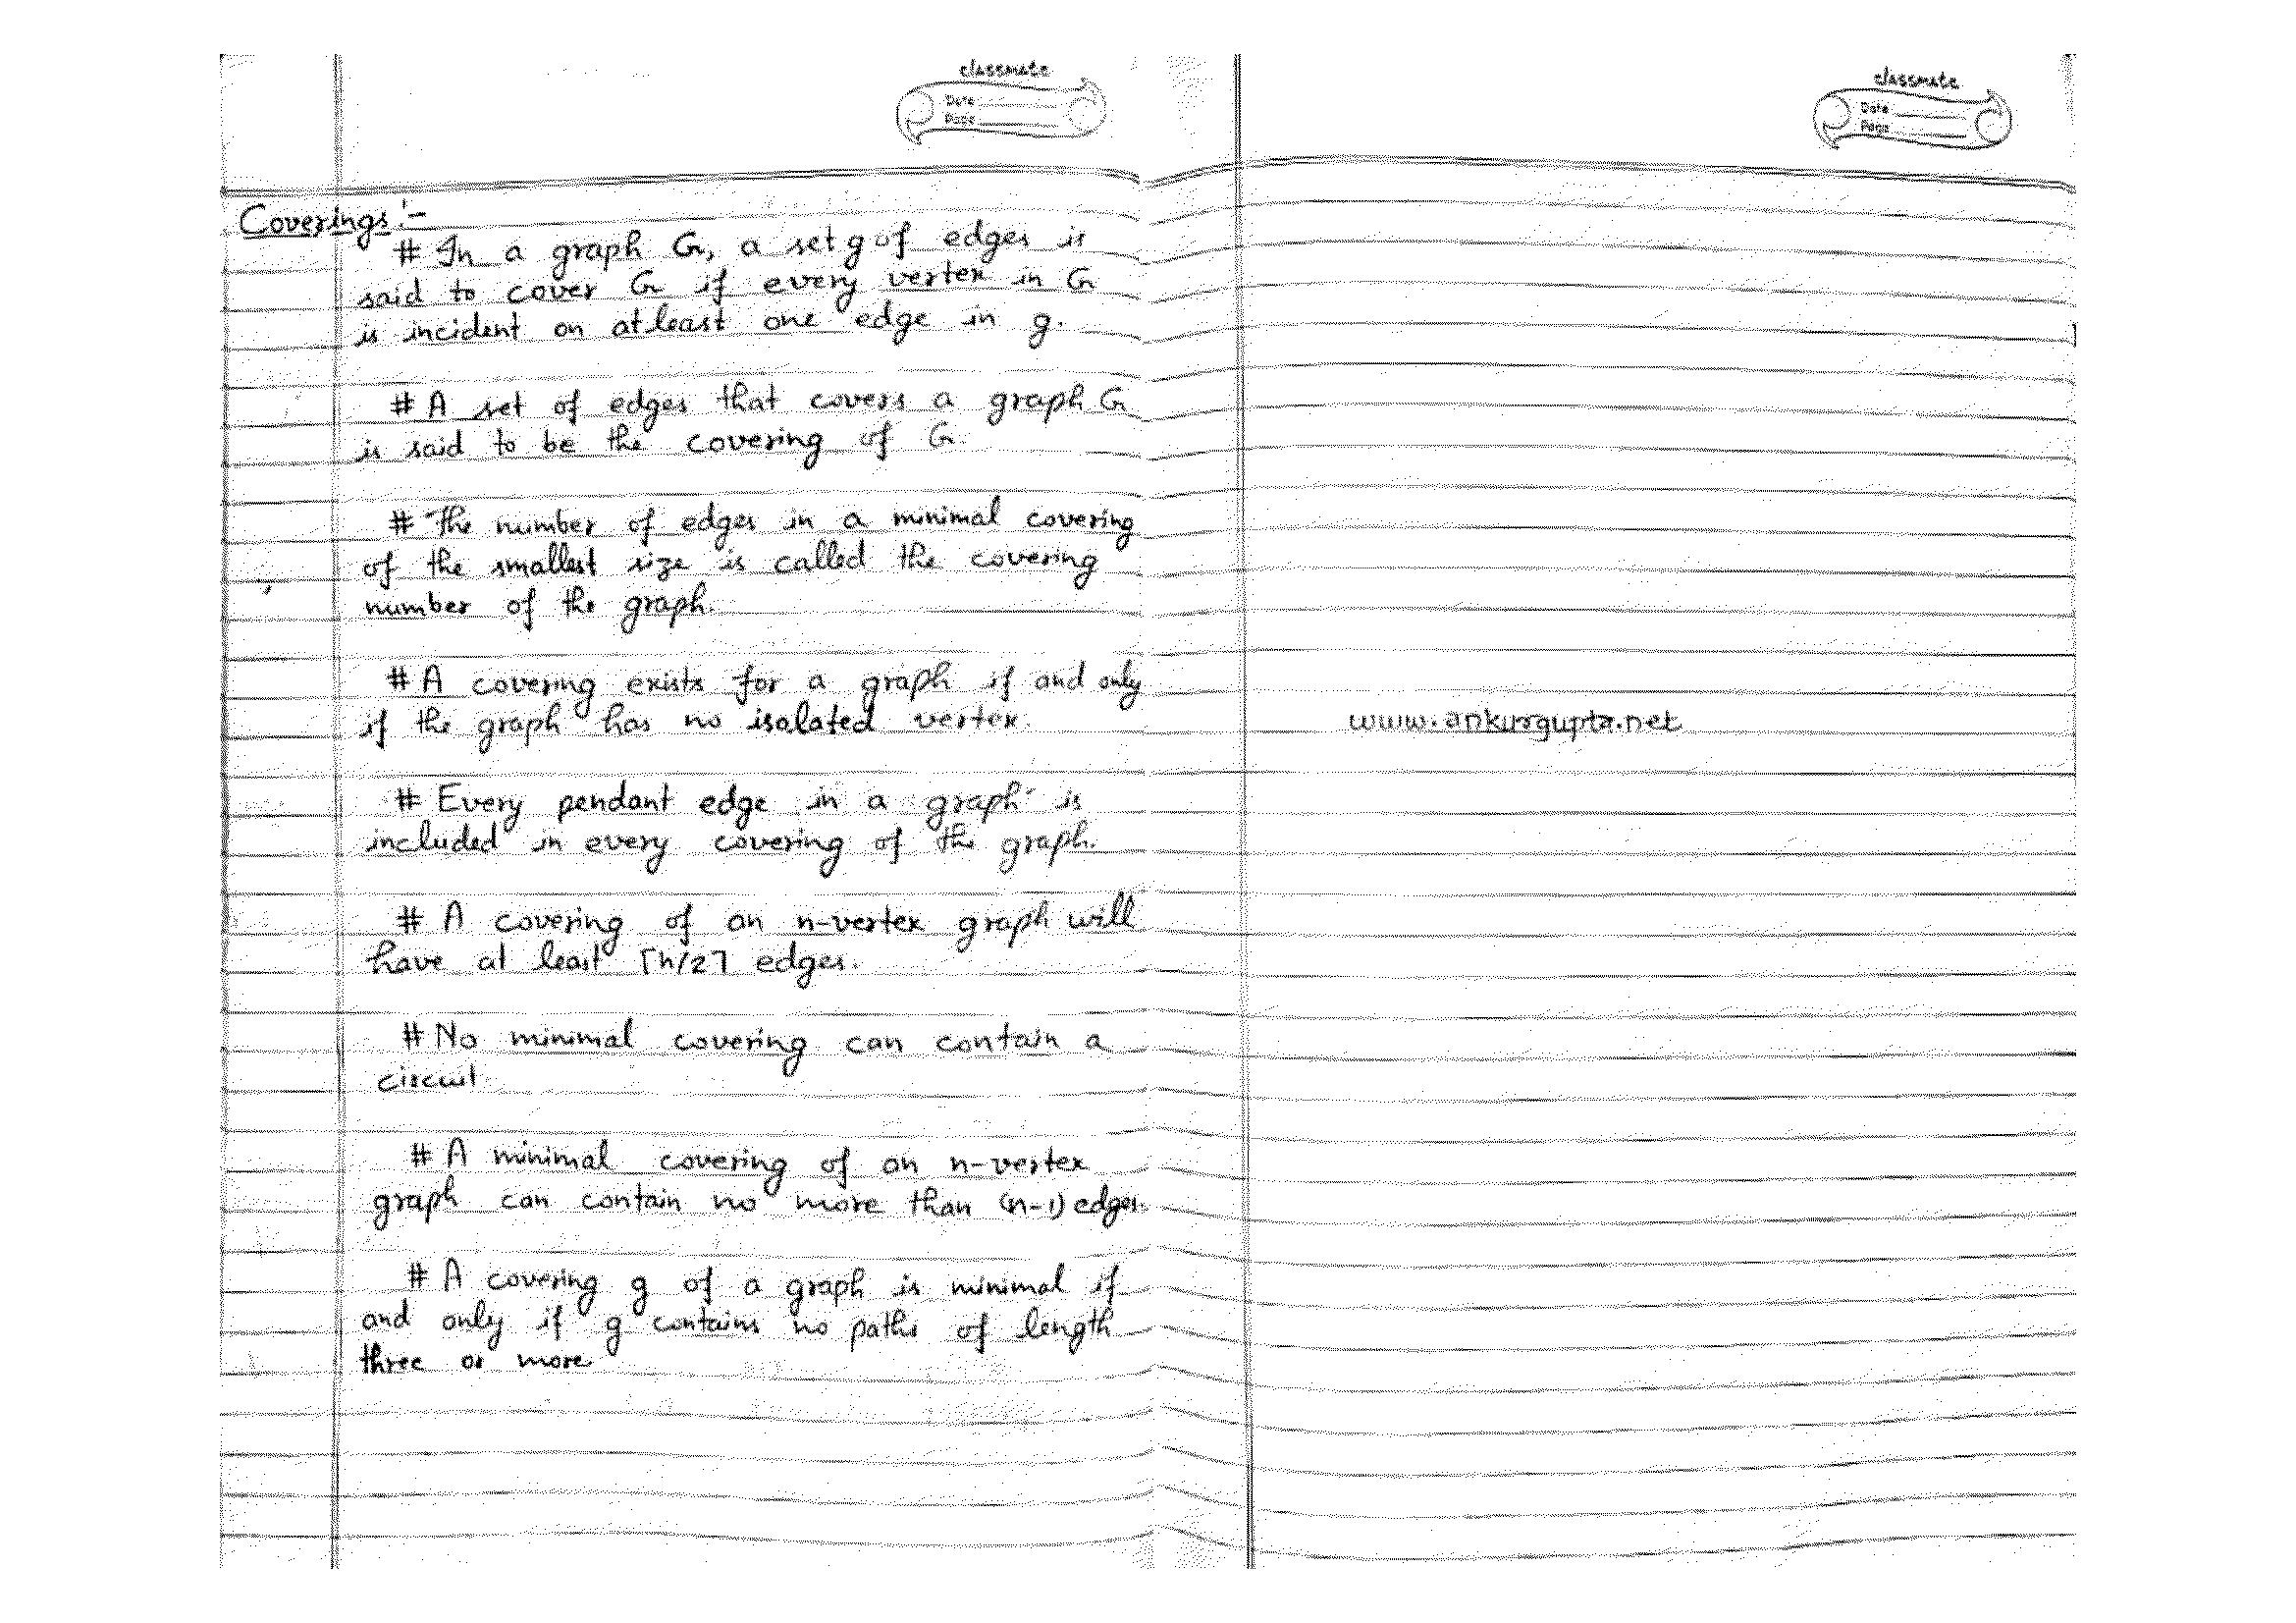 classmate
Date
Page
Coverings :-
# In a graph G, a set g of edges is
said to cover G if every vertex in G
is incident on atleast one edge in g.
# A set of edges that covers a graph G
is said to be the covering of G.
# The number of edges in a minimal covering
of the smallest size is called the covering
number of the graph.
# A covering exists for a graph if and only
if the graph has no isolated vertex.
# Every pendant edge in a graph is
included in every covering of the graph.
# A covering of an n-vertex graph will
have at least ⌈n/2⌉ edges.
# No minimal covering can contain a
circuit
# A minimal covering of an n-vertex
graph can contain no more than (n-1) edges.
# A covering g of a graph is minimal if
and only if g contains no paths of length
three or more
classmate
Date
Page
www.ankurgupta.net